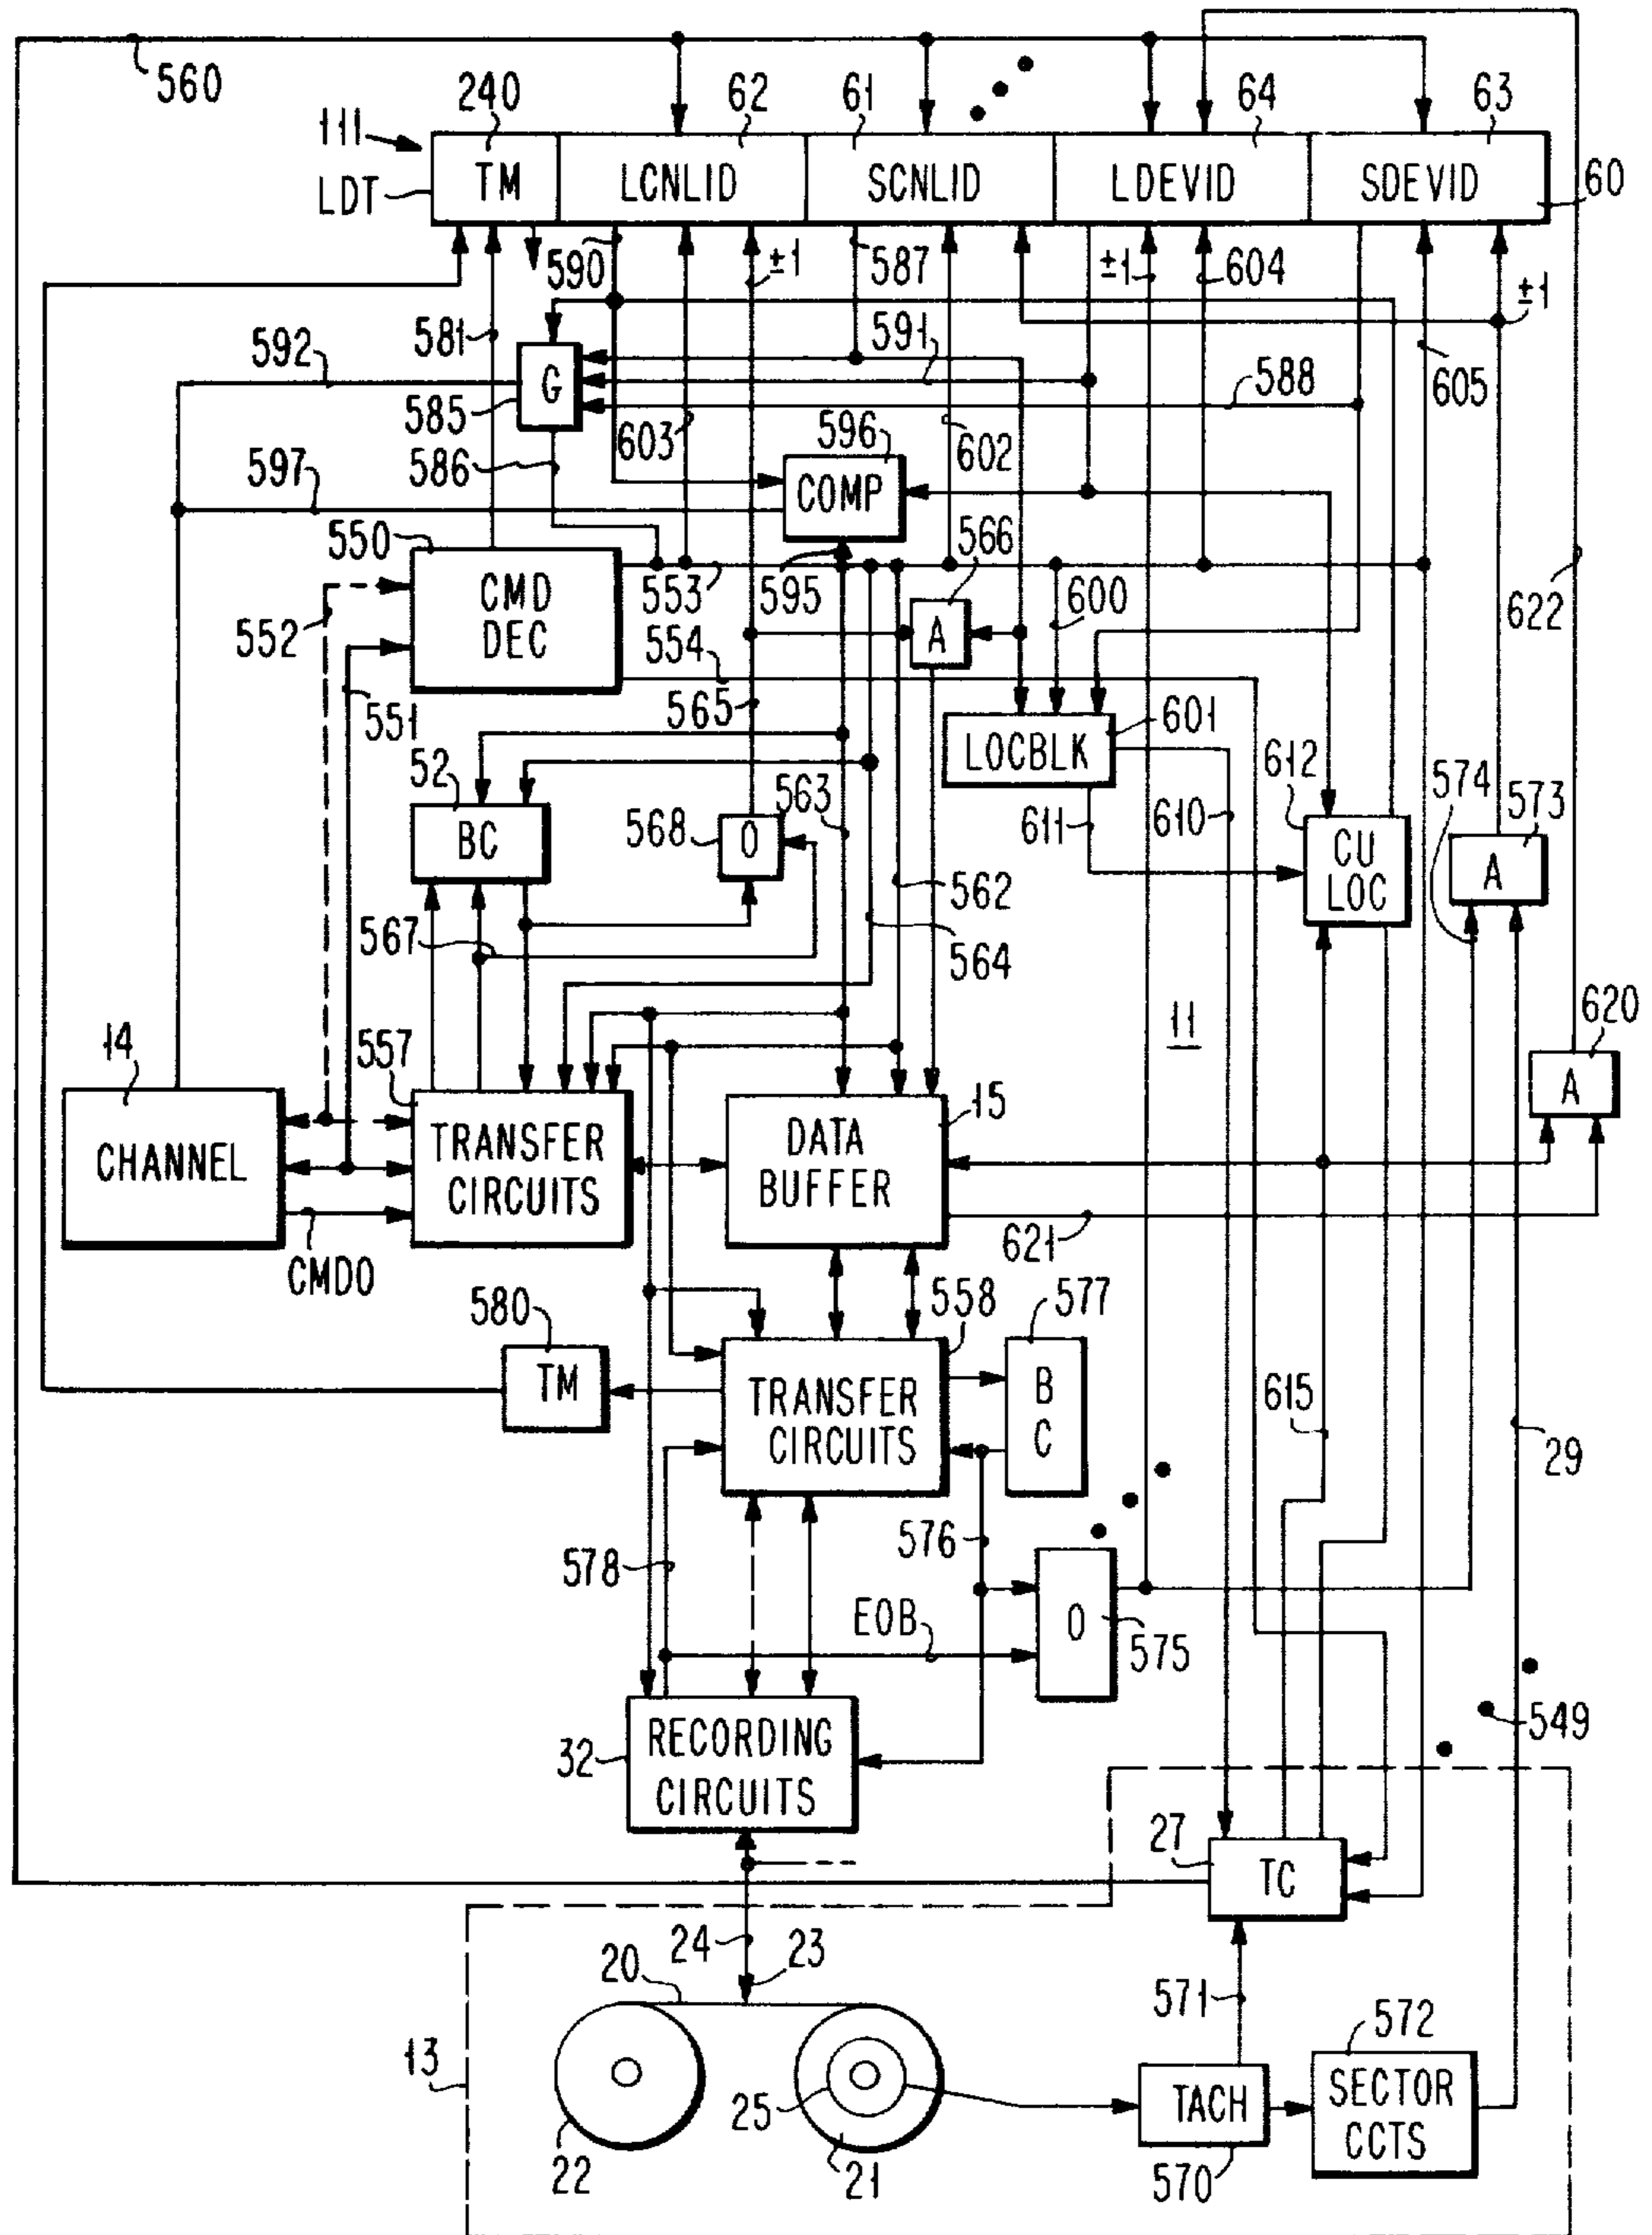 560
240
62
61
64
63
111
LDT
TM
LCNLID
SCNLID
LDEVID
SDEVID
60
590
±1
587
±1
604
±1
581
592
591
G
585
588
605
603
596
602
586
597
COMP
550
566
CMD
DEC
553
595
600
552
A
622
554
551
565
601
LOCBLK
52
563
612
574
573
BC
568
O
611
610
CU
LOC
A
562
567
564
11
620
14
557
A
15
CHANNEL
TRANSFER
CIRCUITS
DATA
BUFFER
CMDO
621
580
558
577
TM
TRANSFER
CIRCUITS
B
C
615
29
578
576
EOB
O
575
549
32
RECORDING
CIRCUITS
27
TC
24
23
20
571
572
13
25
TACH
SECTOR
CCTS
22
21
570